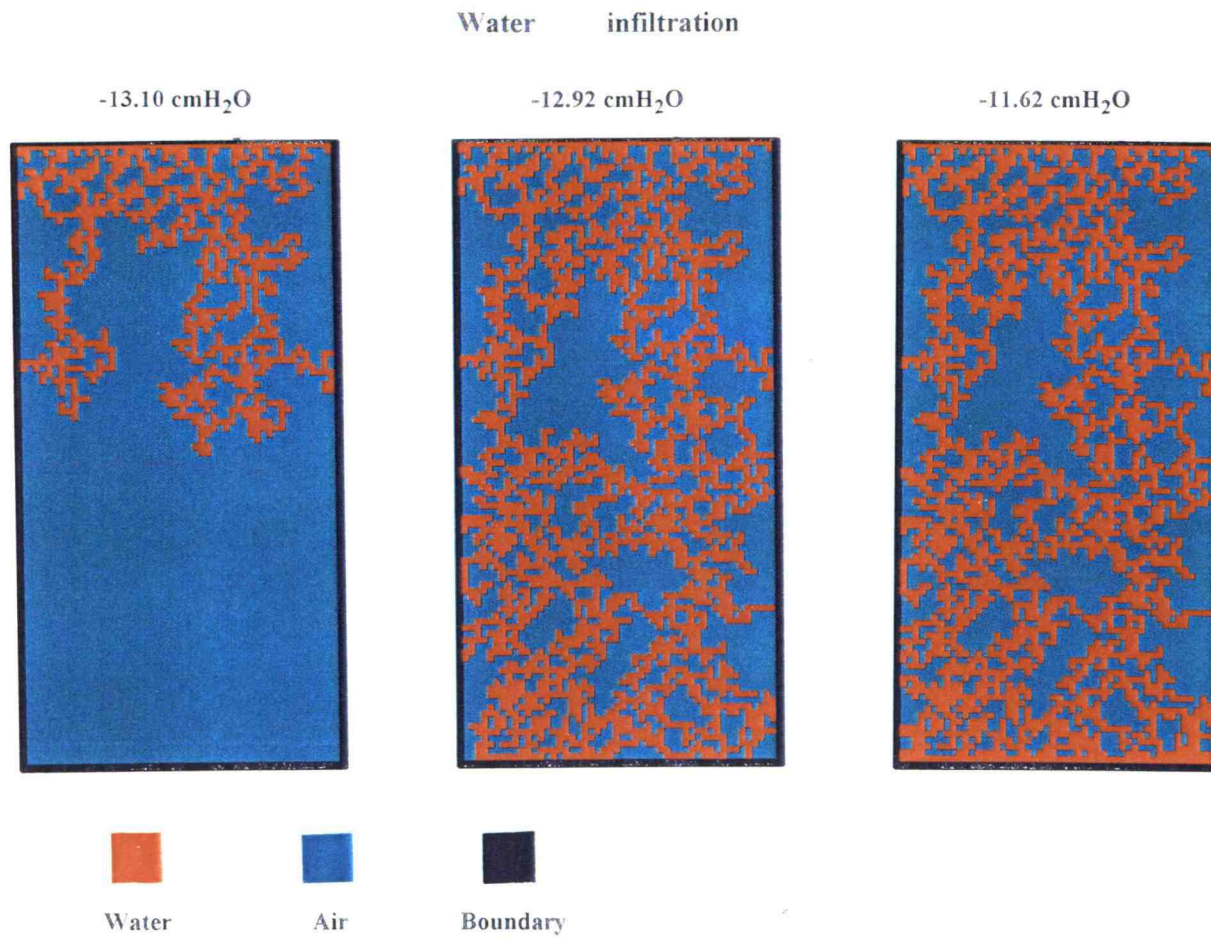 Water infiltration
-13.10 cmH₂O -12.92 cmH₂O -11.62 cmH₂O
Water Air Boundary